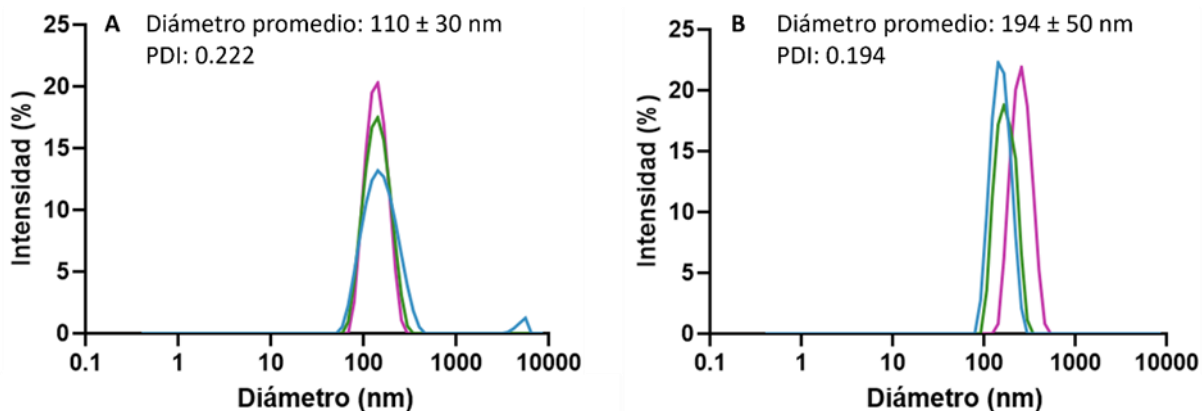 A Diámetro promedio: 110 ± 30 nm
PDI: 0.222
Intensidad (%)
25
20
15
10
5
0
0.1 1 10 100 1000 10000
Diámetro (nm)
B Diámetro promedio: 194 ± 50 nm
PDI: 0.194
Intensidad (%)
25
20
15
10
5
0
0.1 1 10 100 1000 10000
Diámetro (nm)